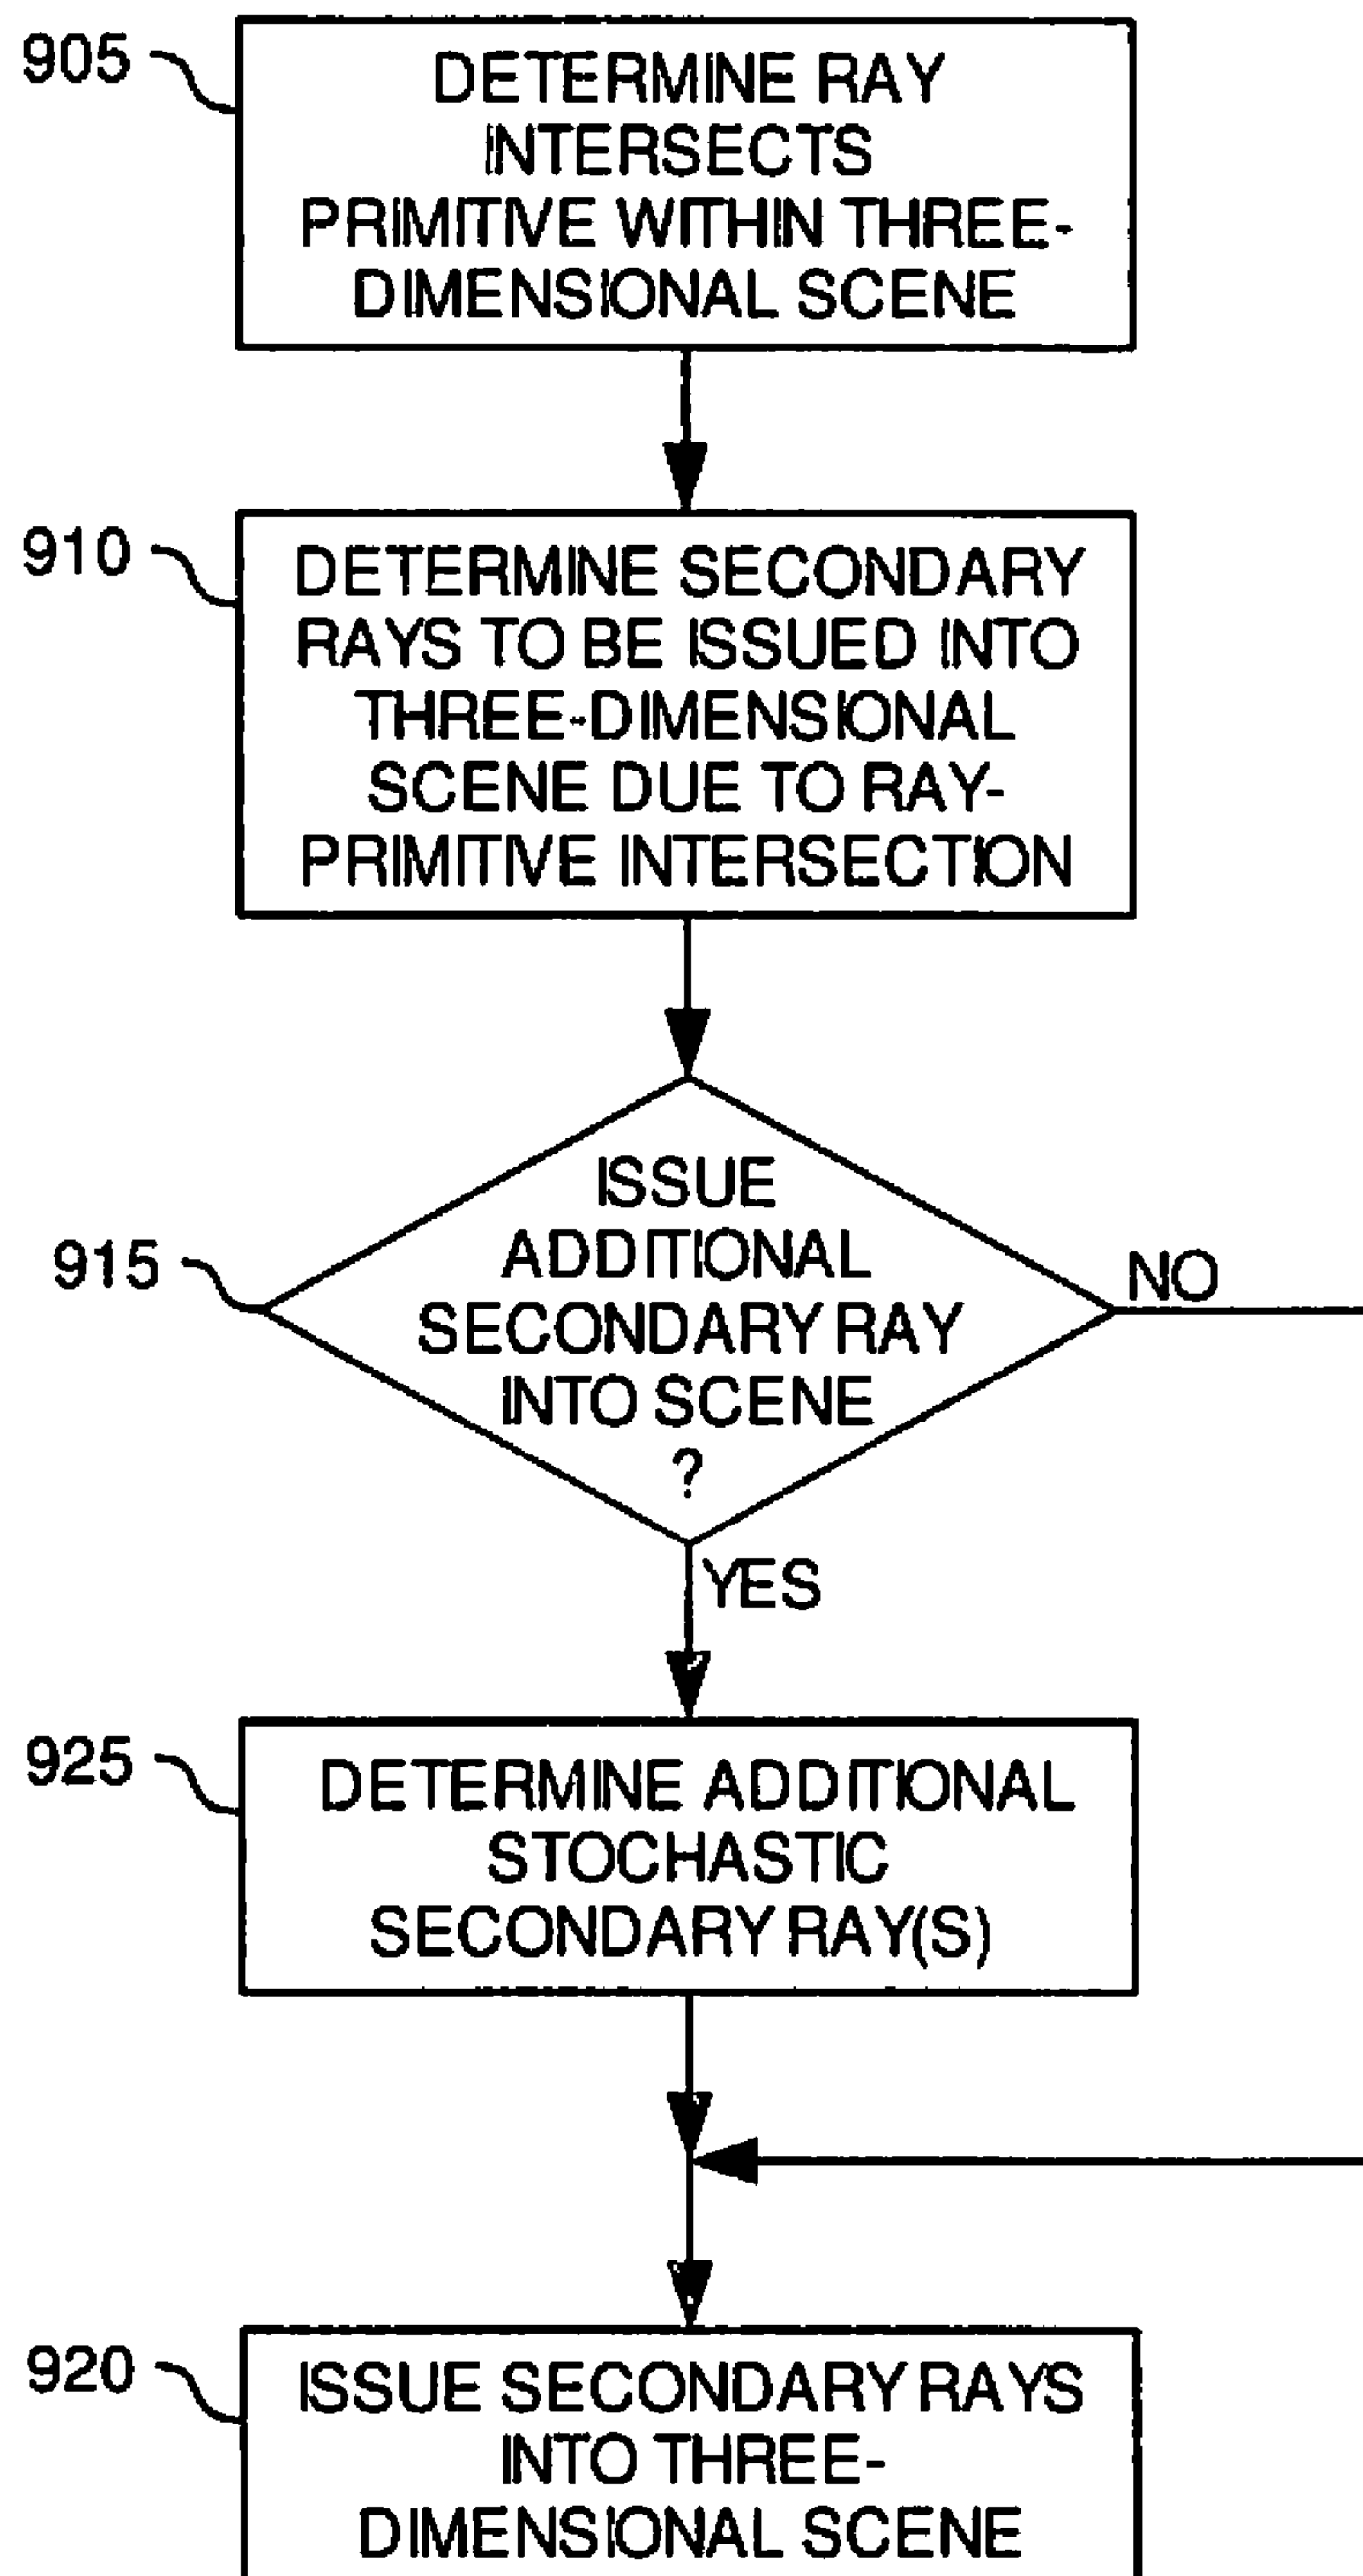 905
DETERMINE RAY
INTERSECTS
PRIMITIVE WITHIN THREE-
DIMENSIONAL SCENE
910
DETERMINE SECONDARY
RAYS TO BE ISSUED INTO
THREE-DIMENSIONAL
SCENE DUE TO RAY-
PRIMITIVE INTERSECTION
915
ISSUE
ADDITIONAL
SECONDARY RAY
INTO SCENE
?
NO
YES
925
DETERMINE ADDITIONAL
STOCHASTIC
SECONDARY RAY(S)
920
ISSUE SECONDARY RAYS
INTO THREE-
DIMENSIONAL SCENE